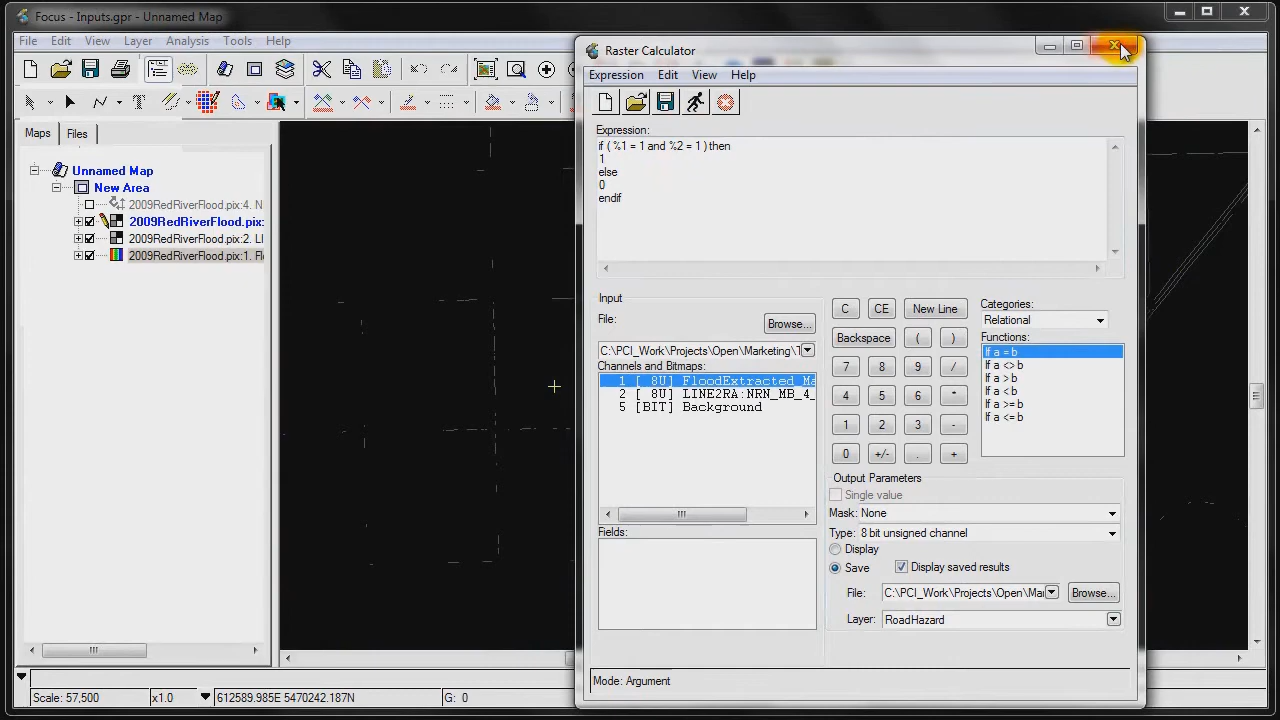 Focus - Inputs.gpr - Unnamed Map
File Edit View Layer Analysis Tools Help
Maps
Files
Unnamed Map
New Area
2009RedRiverFlood.pix:4. N
2009RedRiverFlood.pix:
2009RedRiverFlood.pix:2. LI
2009RedRiverFlood.pix:1. Fl
Scale: 57,500
x1.0
612589.985E 5470242.187N
G: 0
Raster Calculator
Expression Edit View Help
Expression:
if ( %1 = 1 and %2 = 1 ) then
1
else
0
endif
Input
File:
Browse...
C:\PCI_Work\Projects\Open\Marketing\T
Channels and Bitmaps:
1 [ 8U] FloodExtracted_Ma
2 [ 8U] LINE2RA:NRN_MB_4_
5 [BIT] Background
Fields:
C CE New Line
Backspace ( )
7 8 9 /
4 5 6 *
1 2 3 -
0 +/- . +
Categories:
Relational
Functions:
If a = b
If a <> b
If a > b
If a < b
If a >= b
If a <= b
Output Parameters
Single value
Mask: None
Type: 8 bit unsigned channel
Display
Save
Display saved results
File: C:\PCI_Work\Projects\Open\Mar
Browse...
Layer: RoadHazard
Mode: Argument